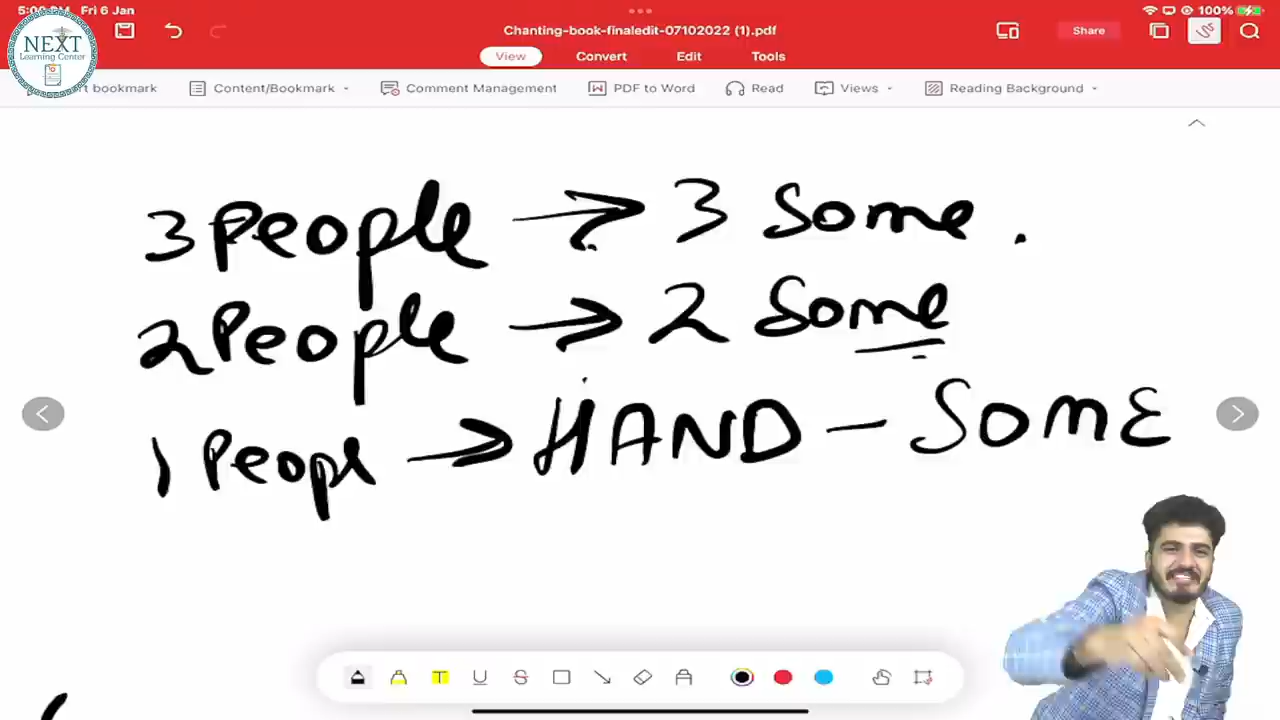 5:06 PM Fri 6 Jan
100%
NEXT
Learning Center
Chanting-book-finaledit-07102022 (1).pdf
Share
View Convert Edit Tools
bookmark Content/Bookmark Comment Management PDF to Word Read Views Reading Background
3 People → 3 Some.
2 People → 2 Some
1 Peopl → HAND - SOME
T U S